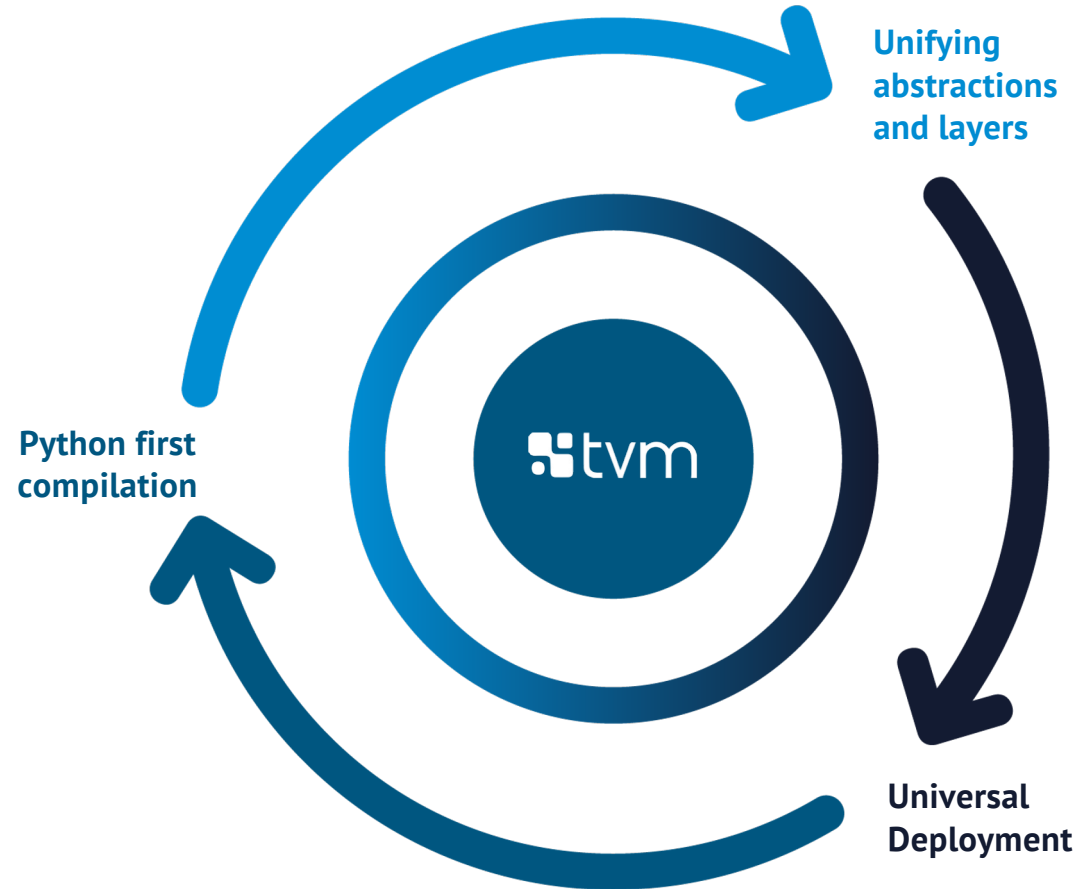 Unifying
abstractions
and layers
Python first
compilation
tvm
Universal
Deployment